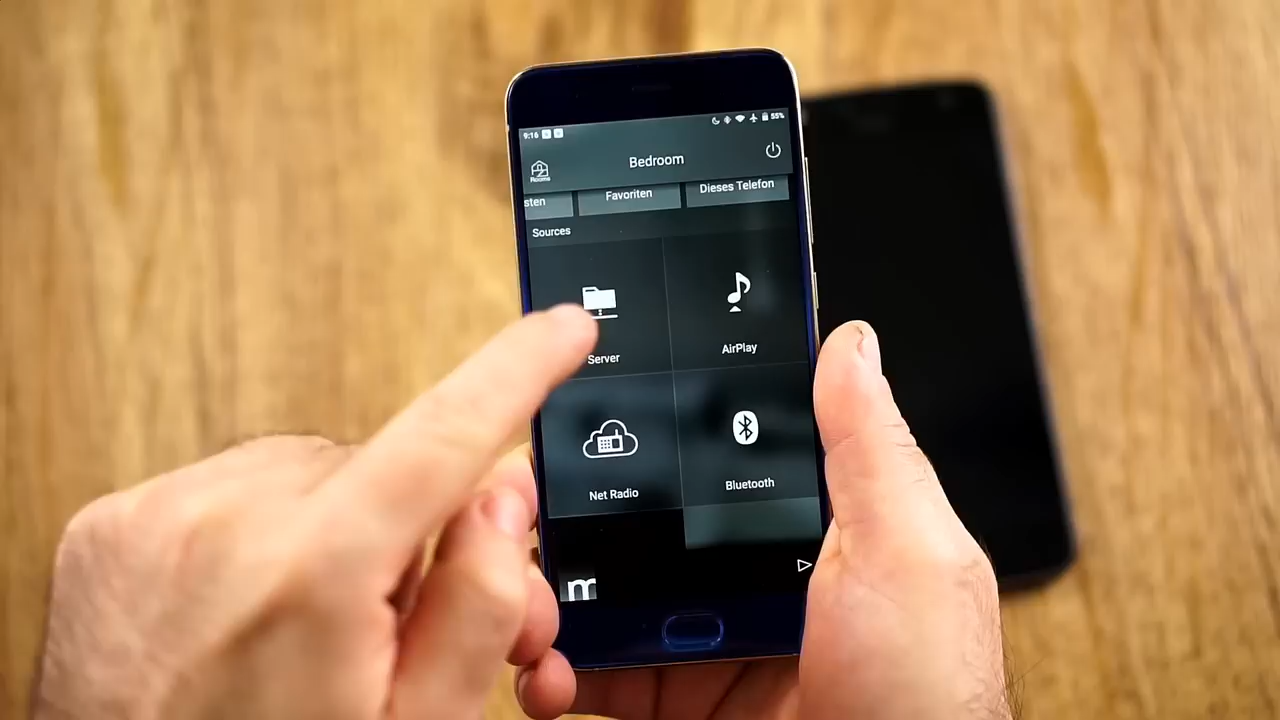 9:16
55%
Rooms
Bedroom
sten
Favoriten
Dieses Telefon
Sources
Server
AirPlay
Net Radio
Bluetooth
m